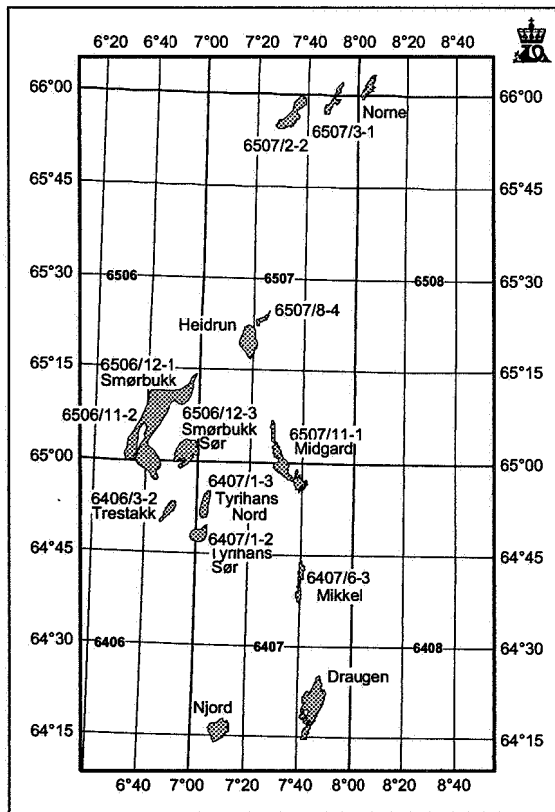 6°20 6°40 7°00 7°20 7°40 8°00 8°20 8°40
66°00 66°00
Norne
6507/3-1
6507/2-2
65°45 65°45
65°30 6506 6507 6508 65°30
6507/8-4
Heidrun
65°15 65°15
6506/12-1
Smørbukk
6506/11-2
6506/12-3
Smørbukk
Sør
6507/11-1
Midgard
65°00 65°00
6406/3-2
Trestakk
6407/1-3
Tyrihans
Nord
6407/1-2
Tyrihans
Sør
64°45 64°45
6407/6-3
Mikkel
64°30 6406 6407 6408 64°30
Draugen
Njord
64°15 64°15
6°40 7°00 7°20 7°40 8°00 8°20 8°40